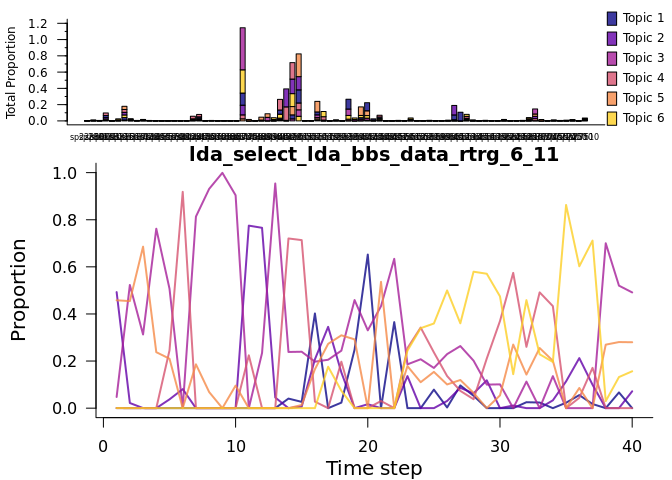 1.2
1.0
0.8
0.6
0.4
0.2
0.0
Total Proportion
Topic 1
Topic 2
Topic 3
Topic 4
Topic 5
Topic 6
lda_select_lda_bbs_data_rtrg_6_11
1.0
0.8
0.6
0.4
0.2
0.0
Proportion
0 10 20 30 40
Time step